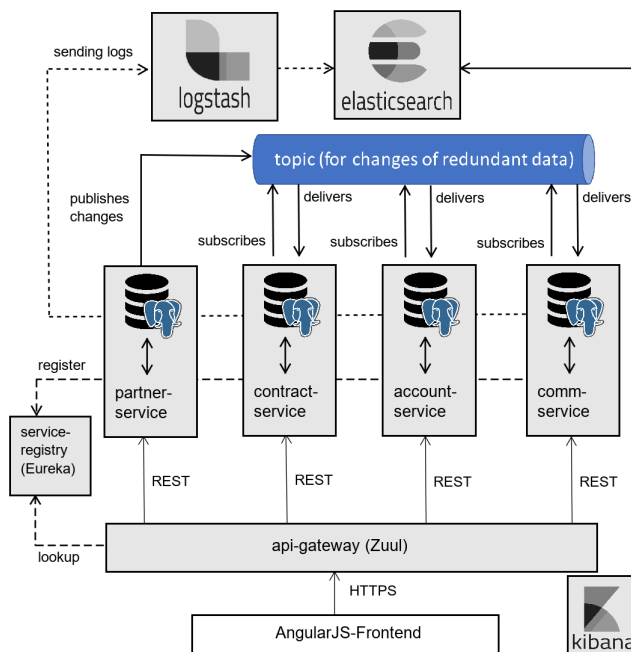 sending logs
logstash
elasticsearch
topic (for changes of redundant data)
publishes
changes
delivers
delivers
delivers
subscribes
subscribes
subscribes
register
partner-
service
contract-
service
account-
service
comm-
service
service-
registry
(Eureka)
REST
REST
REST
REST
lookup
api-gateway (Zuul)
HTTPS
AngularJS-Frontend
kibana